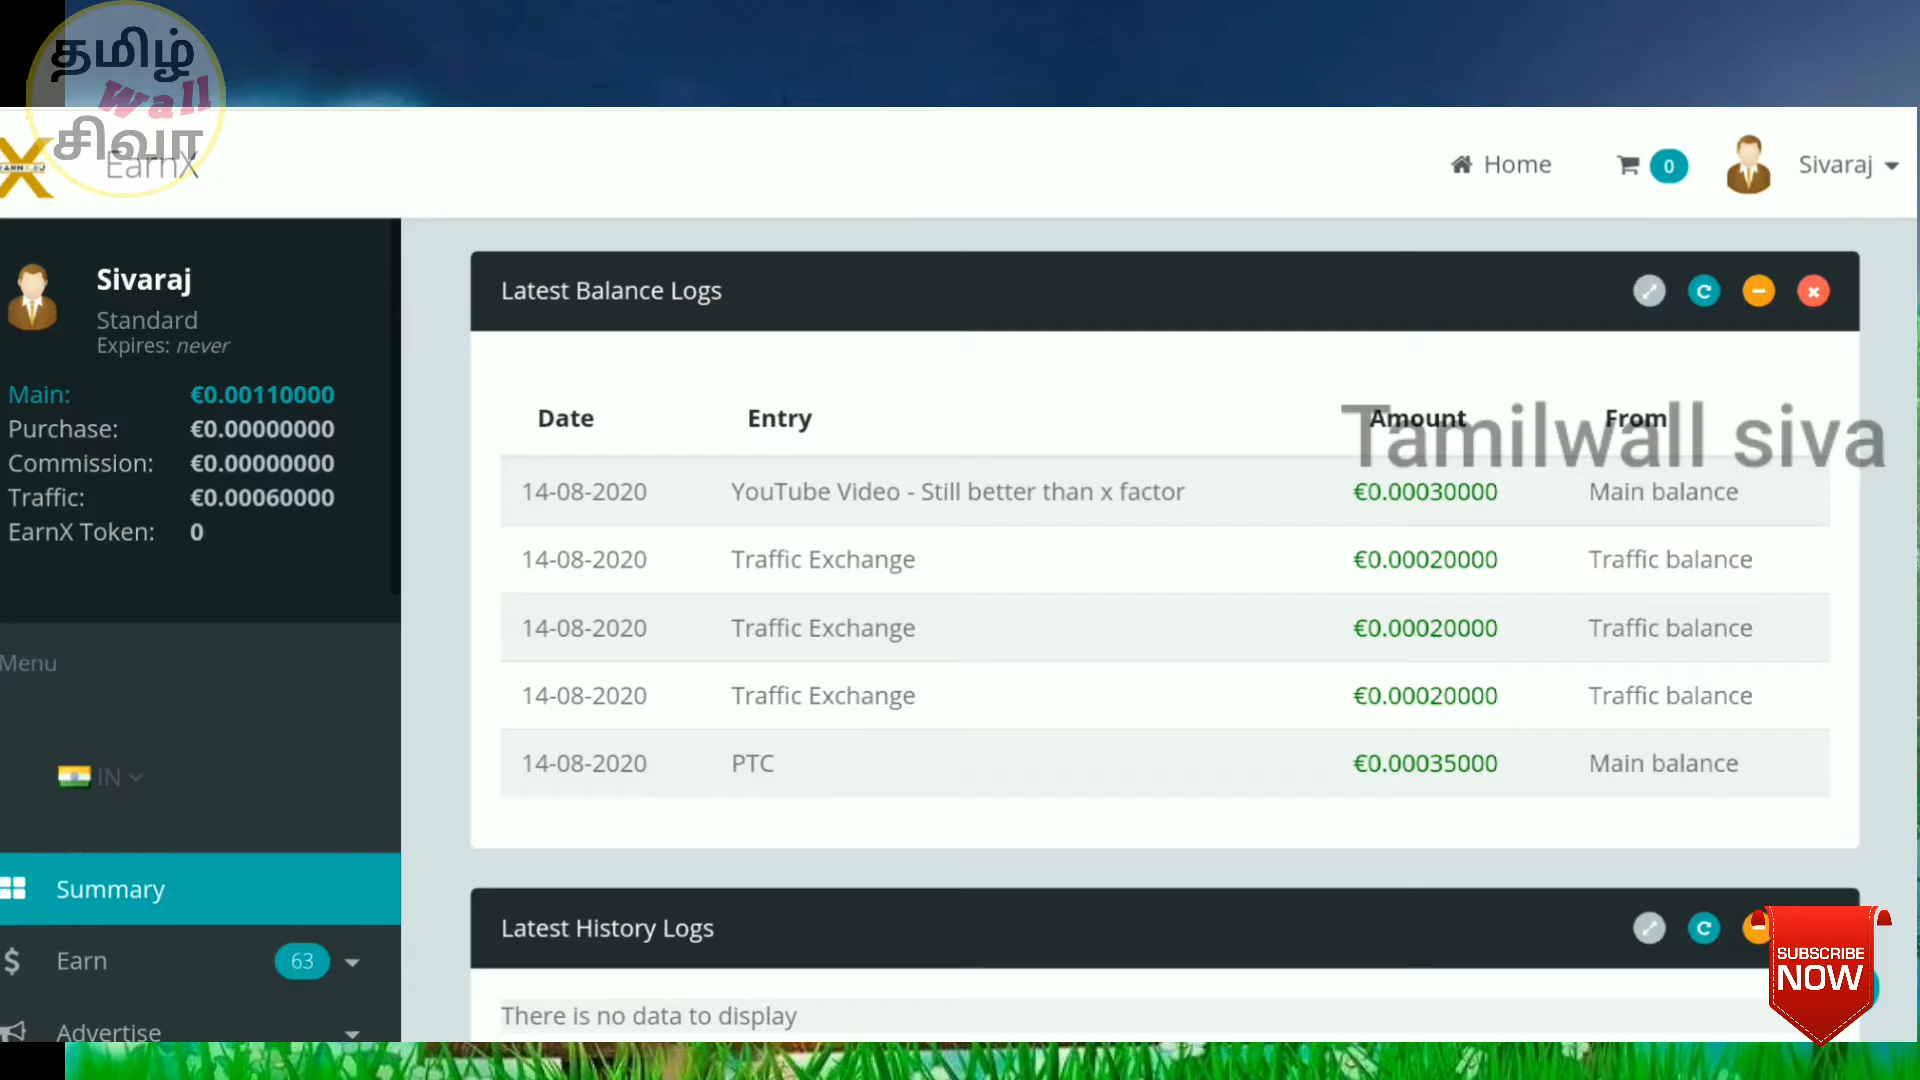 தமிழ்
wall
சிவா
EARNX.EU
EarnX
Home
0
Sivaraj
Sivaraj
Standard
Expires: never
Main: €0.00110000
Purchase: €0.00000000
Commission: €0.00000000
Traffic: €0.00060000
EarnX Token: 0
Menu
IN
Summary
Earn 63
Advertise
Latest Balance Logs
Date Entry Amount From
Tamilwall siva
14-08-2020 YouTube Video - Still better than x factor €0.00030000 Main balance
14-08-2020 Traffic Exchange €0.00020000 Traffic balance
14-08-2020 Traffic Exchange €0.00020000 Traffic balance
14-08-2020 Traffic Exchange €0.00020000 Traffic balance
14-08-2020 PTC €0.00035000 Main balance
Latest History Logs
There is no data to display
SUBSCRIBE
NOW